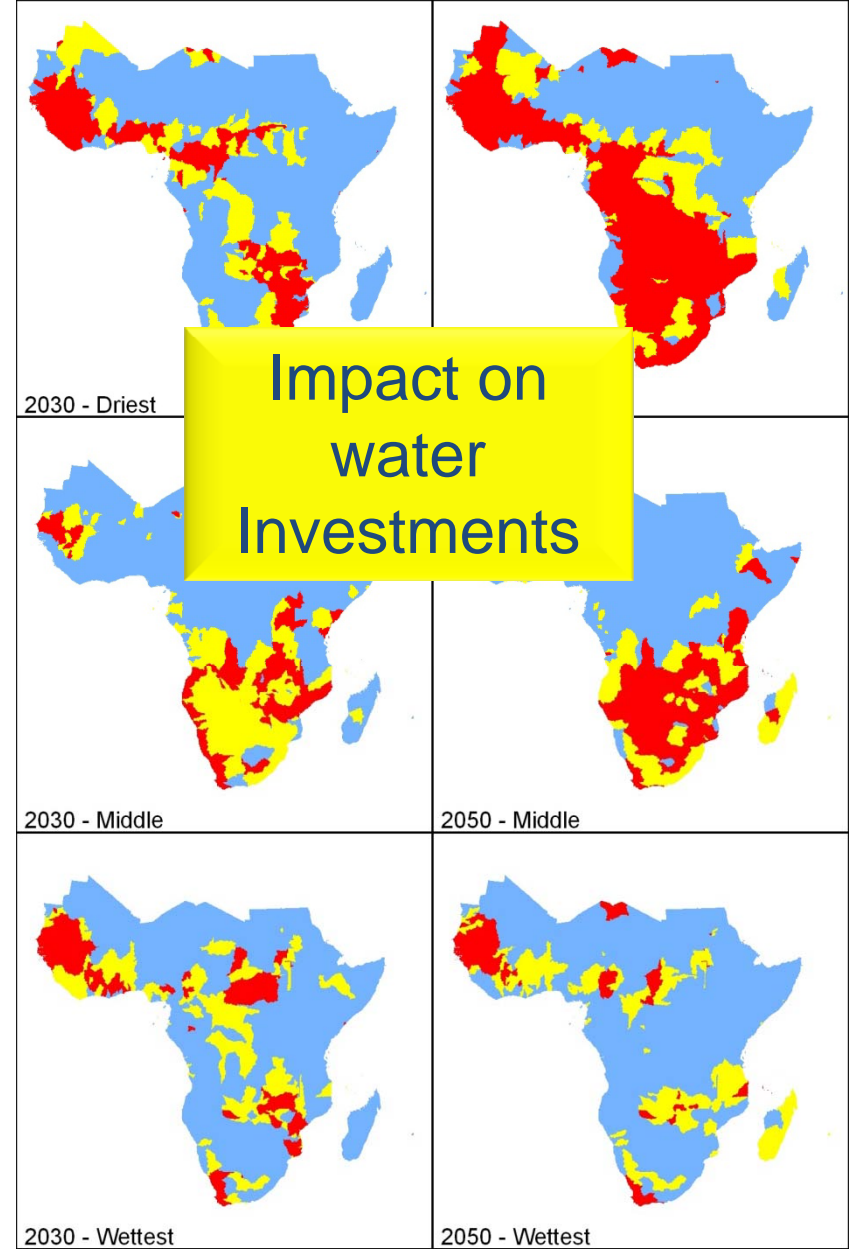 2030 - Driest
Impact on
water
Investments
2030 - Middle
2050 - Middle
2030 - Wettest
2050 - Wettest